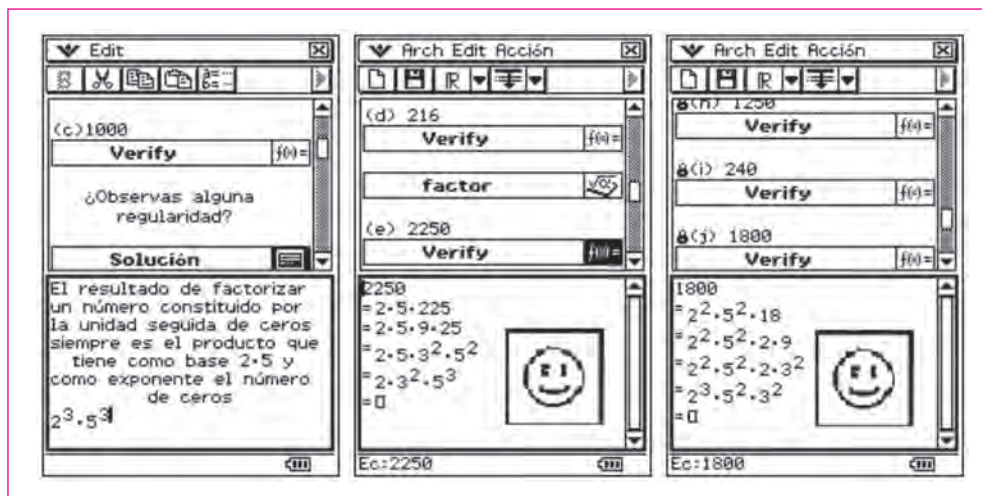 Edit
(c)1000
Verify
¿Observas alguna
regularidad?
Solución
El resultado de factorizar
un número constituido por
la unidad seguida de ceros
siempre es el producto que
tiene como base 2·5 y
como exponente el número
de ceros
2³·5³
Arch Edit Acción
(d) 216
Verify
factor
(e) 2250
Verify
2250
=2·5·225
=2·5·9·25
=2·5·3²·5²
=2·3²·5³
=▯
Ec:2250
Arch Edit Acción
(h) 1250
Verify
(i) 240
Verify
(j) 1800
Verify
1800
=2²·5²·18
=2²·5²·2·9
=2²·5²·2·3²
=2³·5²·3²
=▯
Ec:1800